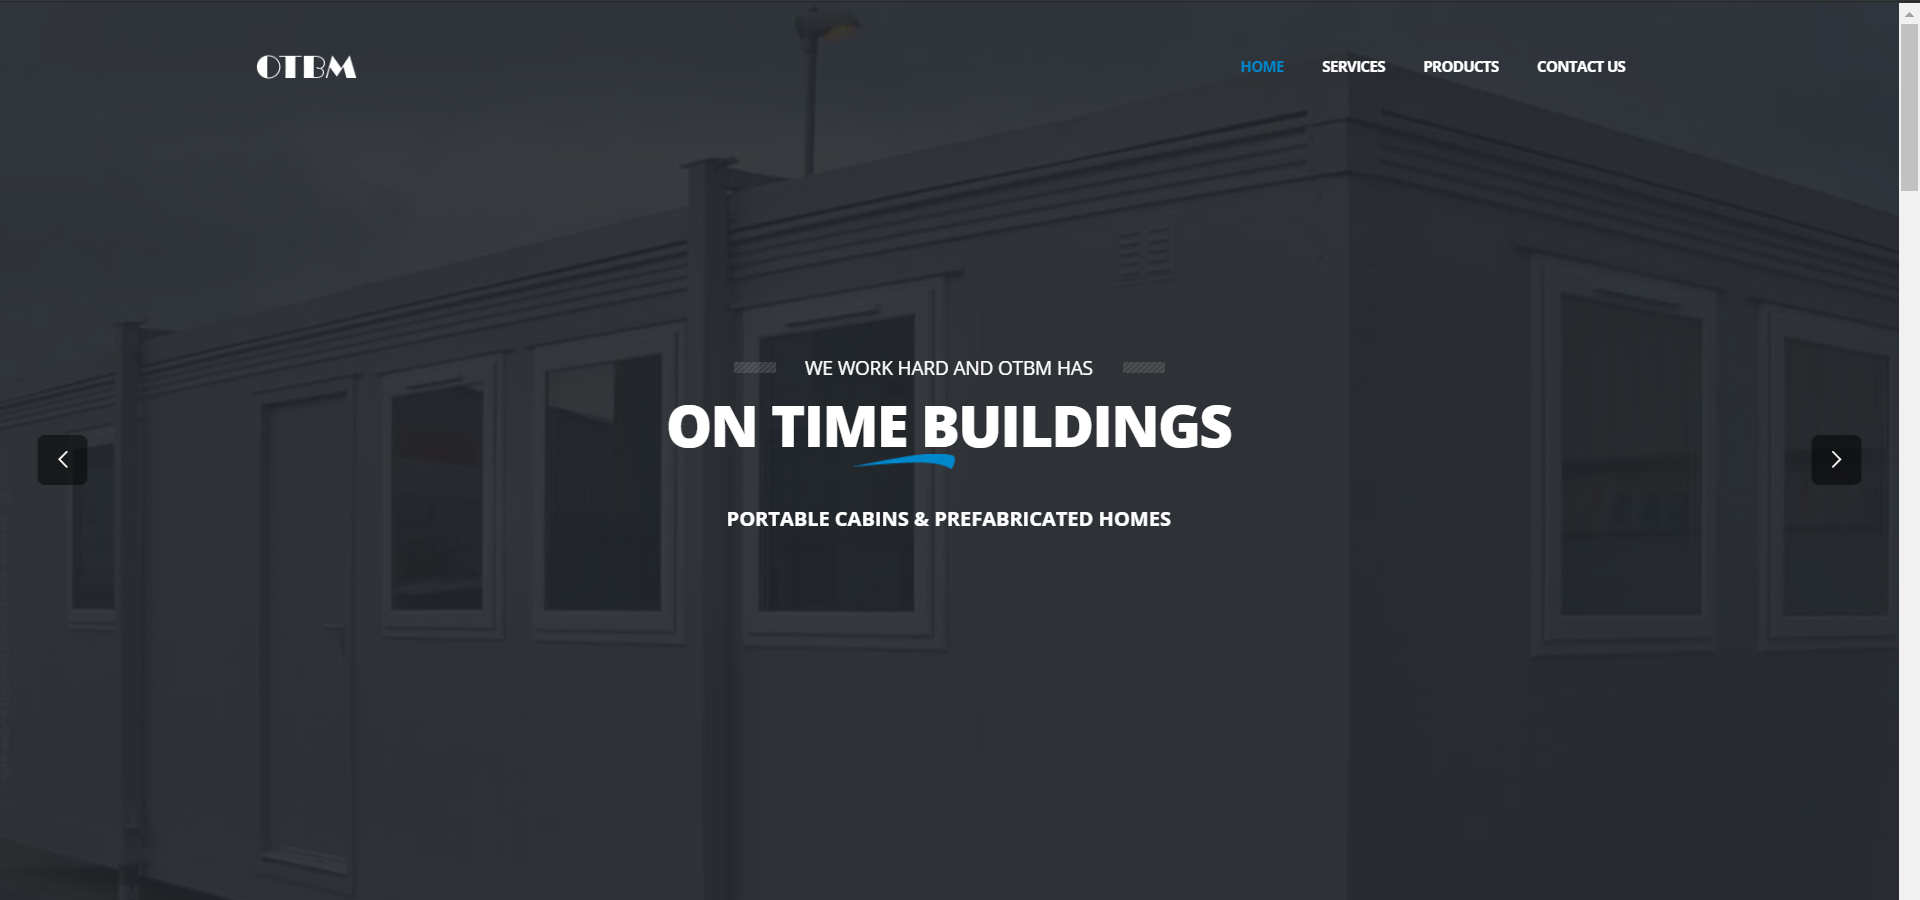 OTBM
HOME SERVICES PRODUCTS CONTACT US
WE WORK HARD AND OTBM HAS
ON TIME BUILDINGS
PORTABLE CABINS & PREFABRICATED HOMES